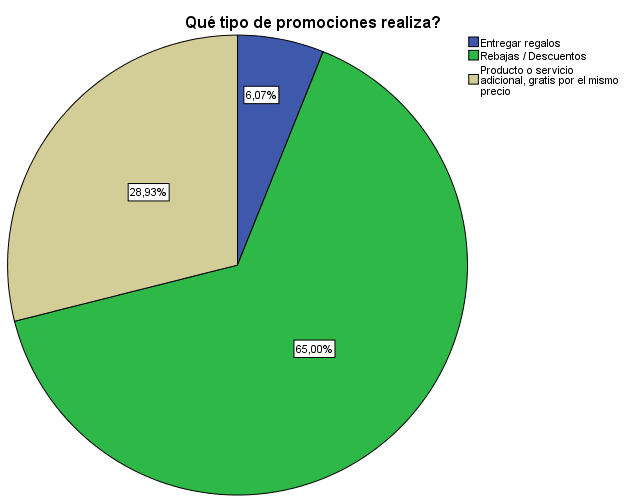 Qué tipo de promociones realiza?
Entregar regalos
Rebajas / Descuentos
Producto o servicio
adicional, gratis por el mismo
precio
6,07%
28,93%
65,00%